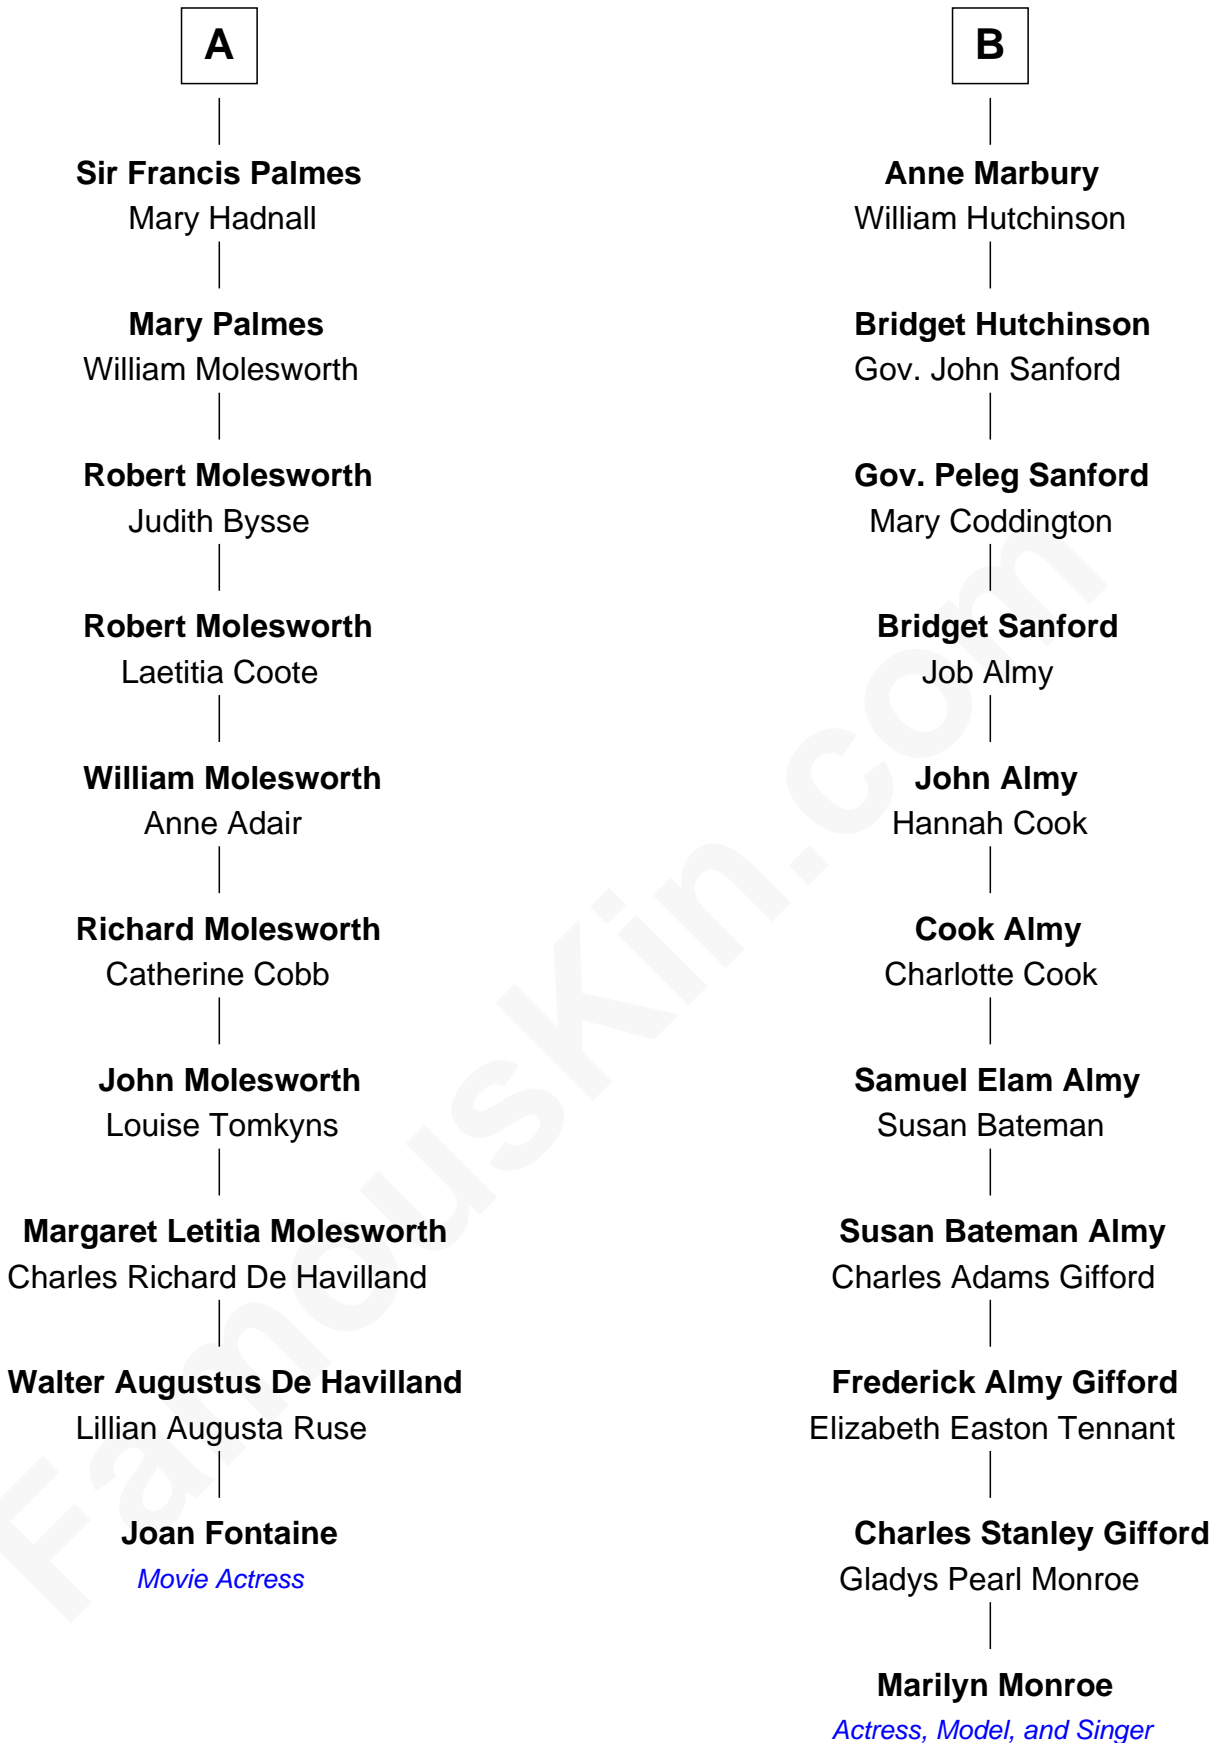 A
Sir Francis Palmes
Mary Hadnall
Mary Palmes
William Molesworth
Robert Molesworth
Judith Bysse
Robert Molesworth
Laetitia Coote
William Molesworth
Anne Adair
Richard Molesworth
Catherine Cobb
John Molesworth
Louise Tomkyns
Margaret Letitia Molesworth
Charles Richard De Havilland
Walter Augustus De Havilland
Lillian Augusta Ruse
Joan Fontaine
Movie Actress
B
Anne Marbury
William Hutchinson
Bridget Hutchinson
Gov. John Sanford
Gov. Peleg Sanford
Mary Coddington
Bridget Sanford
Job Almy
John Almy
Hannah Cook
Cook Almy
Charlotte Cook
Samuel Elam Almy
Susan Bateman
Susan Bateman Almy
Charles Adams Gifford
Frederick Almy Gifford
Elizabeth Easton Tennant
Charles Stanley Gifford
Gladys Pearl Monroe
Marilyn Monroe
Actress, Model, and Singer
FamousKin.com